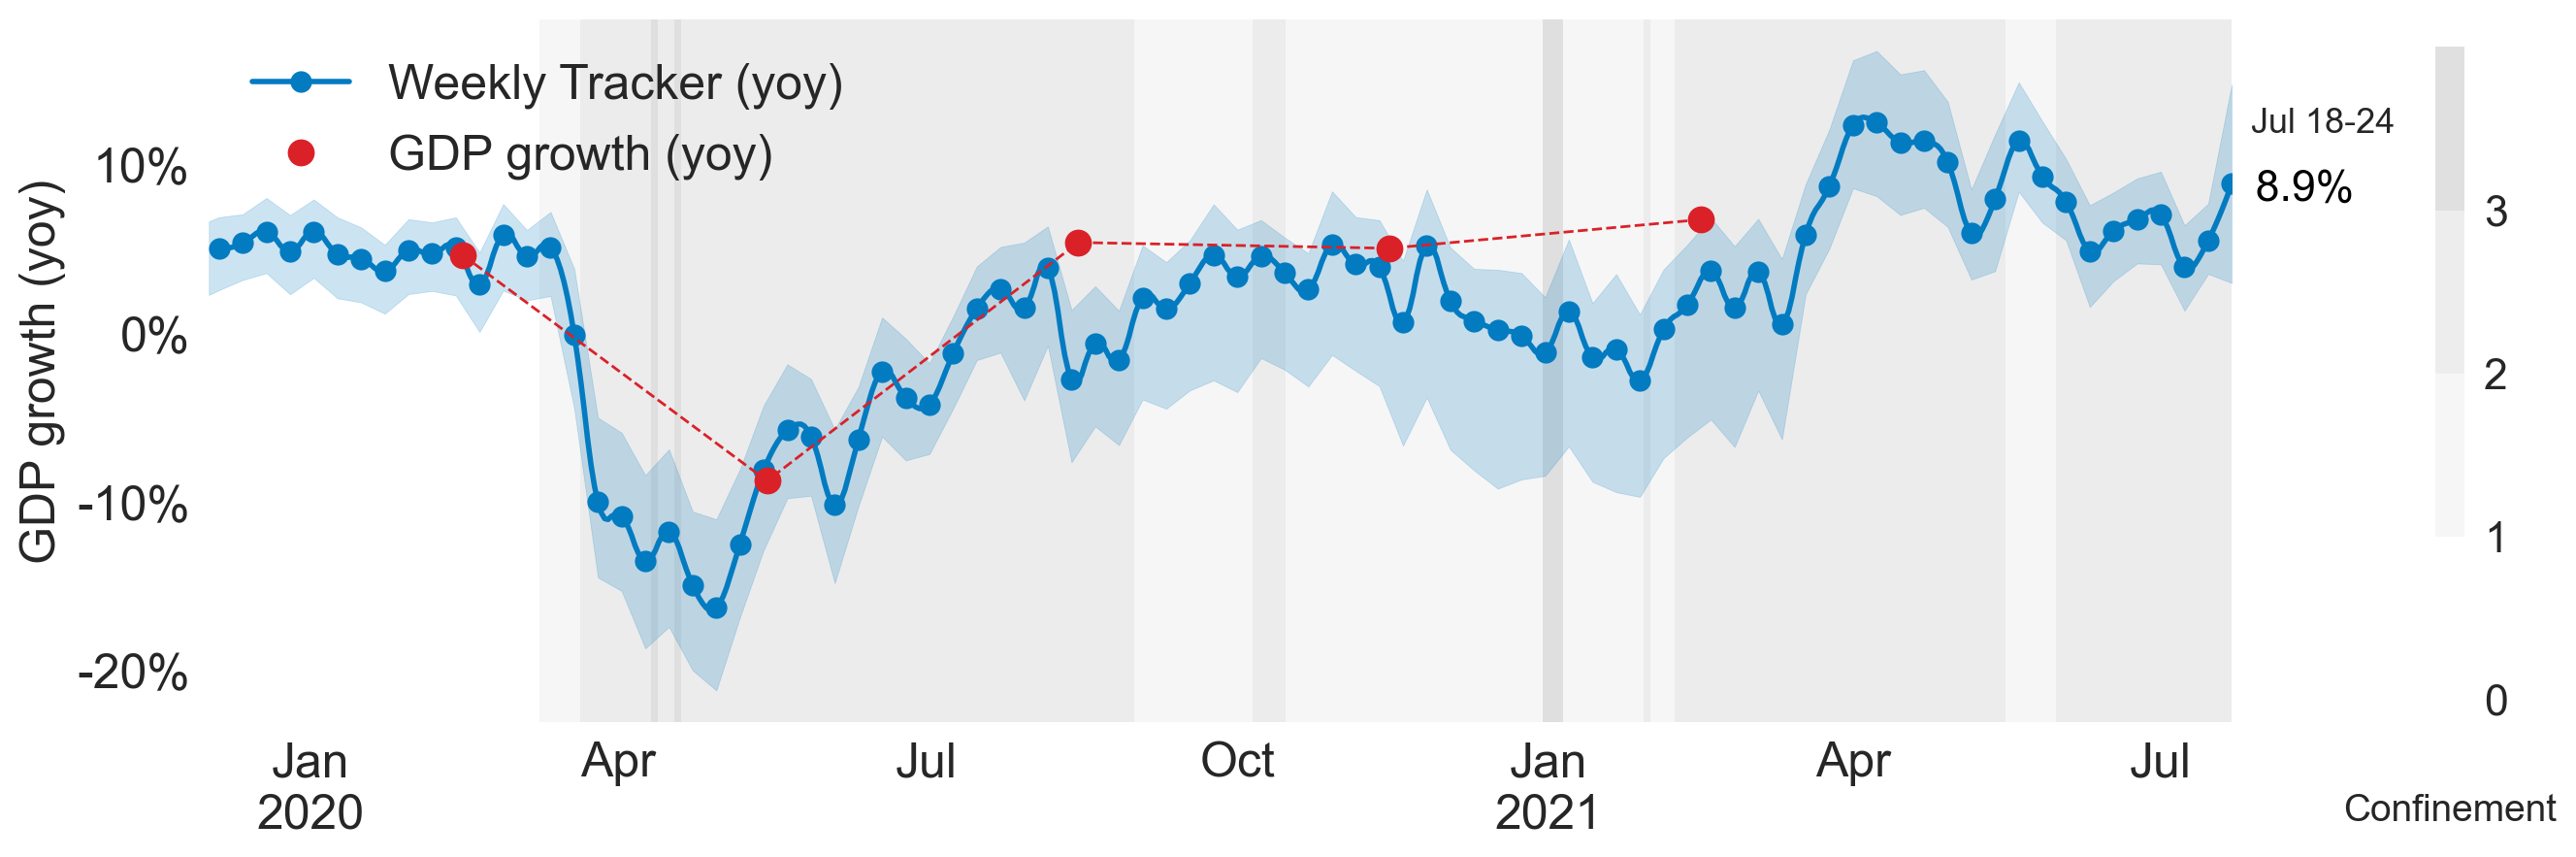 Weekly Tracker (yoy)
GDP growth (yoy)
GDP growth (yoy)
10%
0%
-10%
-20%
Jan
2020
Apr
Jul
Oct
Jan
2021
Apr
Jul
Jul 18-24
8.9%
3
2
1
0
Confinement